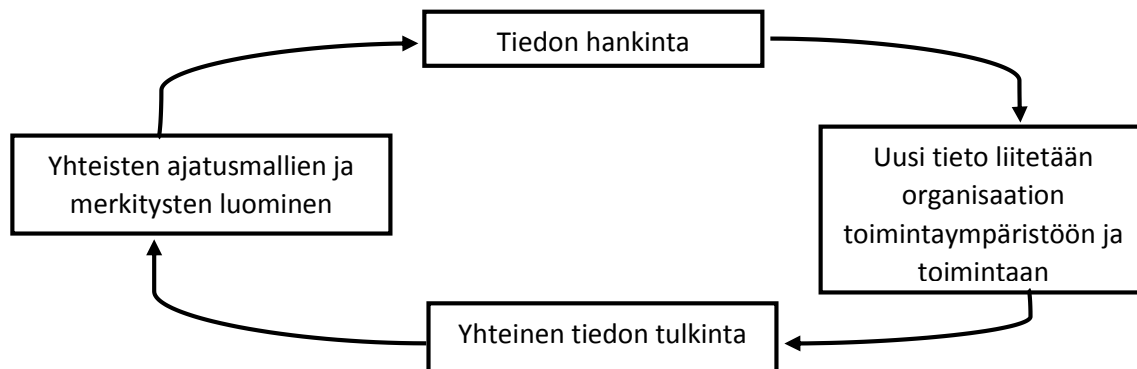 Tiedon hankinta
Uusi tieto liitetään
organisaation
toimintaympäristöön ja
toimintaan
Yhteinen tiedon tulkinta
Yhteisten ajatusmallien ja
merkitysten luominen